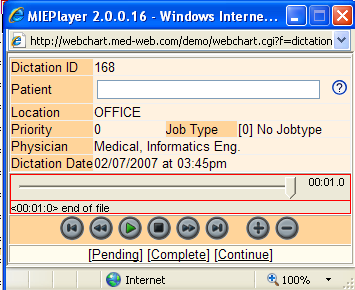 MIEPlayer 2.0.0.16 - Windows Interne...
http://webchart.med-web.com/demo/webchart.cgi?f=dictation
Dictation ID 168
Patient
Location OFFICE
Priority 0 Job Type [0] No Jobtype
Physician Medical, Informatics Eng.
Dictation Date 02/07/2007 at 03:45pm
00:01.0
<00:01:0> end of file
[Pending] [Complete] [Continue]
Internet 100%